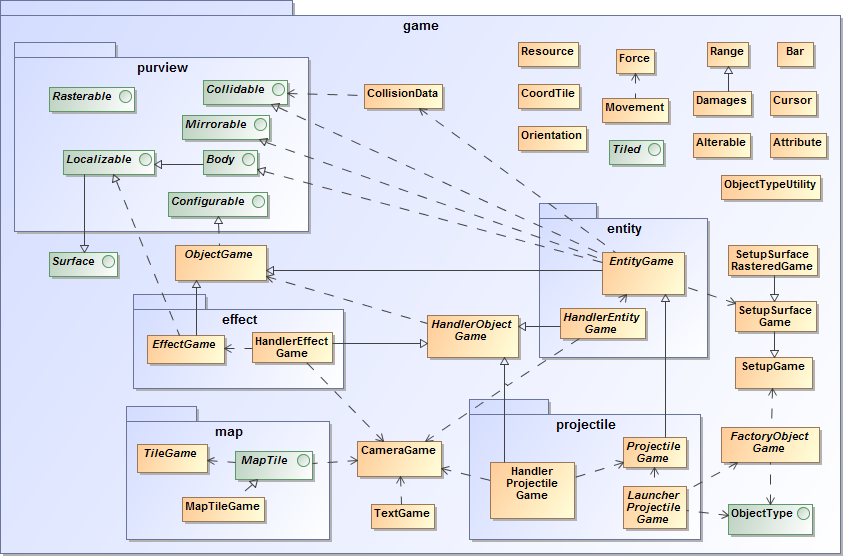 game
purview
Rasterable
Collidable
Mirrorable
Localizable
Body
Configurable
Surface
CollisionData
Resource
CoordTile
Orientation
Force
Movement
Tiled
Range
Bar
Damages
Cursor
Alterable
Attribute
ObjectTypeUtility
ObjectGame
entity
EntityGame
HandlerEntity
Game
SetupSurface
RasteredGame
SetupSurface
Game
SetupGame
effect
EffectGame
HandlerEffect
Game
HandlerObject
Game
map
TileGame
MapTile
MapTileGame
CameraGame
TextGame
projectile
Handler
Projectile
Game
Projectile
Game
Launcher
Projectile
Game
FactoryObject
Game
ObjectType